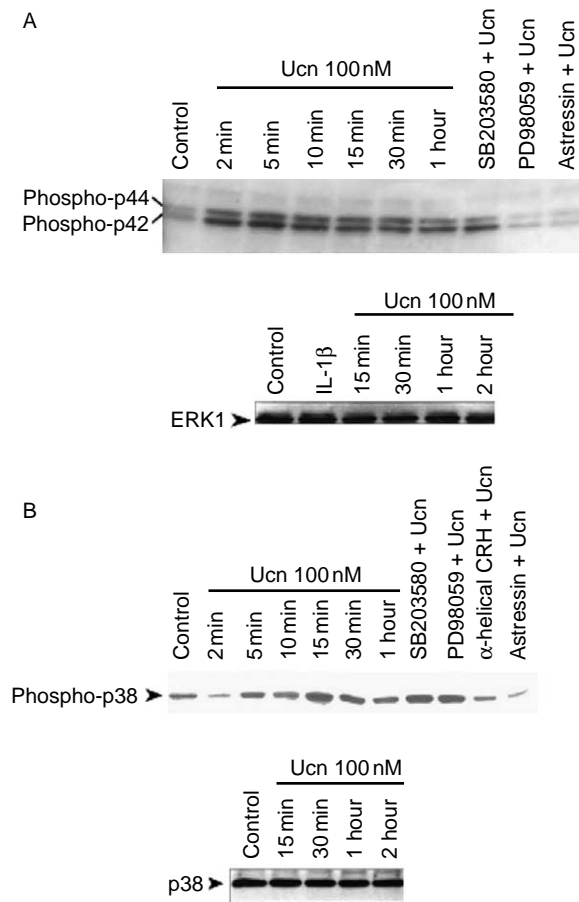 A
Ucn 100 nM
Control
2 min
5 min
10 min
15 min
30 min
1 hour
SB203580 + Ucn
PD98059 + Ucn
Astressin + Ucn
Phospho-p44
Phospho-p42
Ucn 100 nM
Control
IL-1β
15 min
30 min
1 hour
2 hour
ERK1
B
Ucn 100 nM
Control
2 min
5 min
10 min
15 min
30 min
1 hour
SB203580 + Ucn
PD98059 + Ucn
α-helical CRH + Ucn
Astressin + Ucn
Phospho-p38
Ucn 100 nM
Control
15 min
30 min
1 hour
2 hour
p38